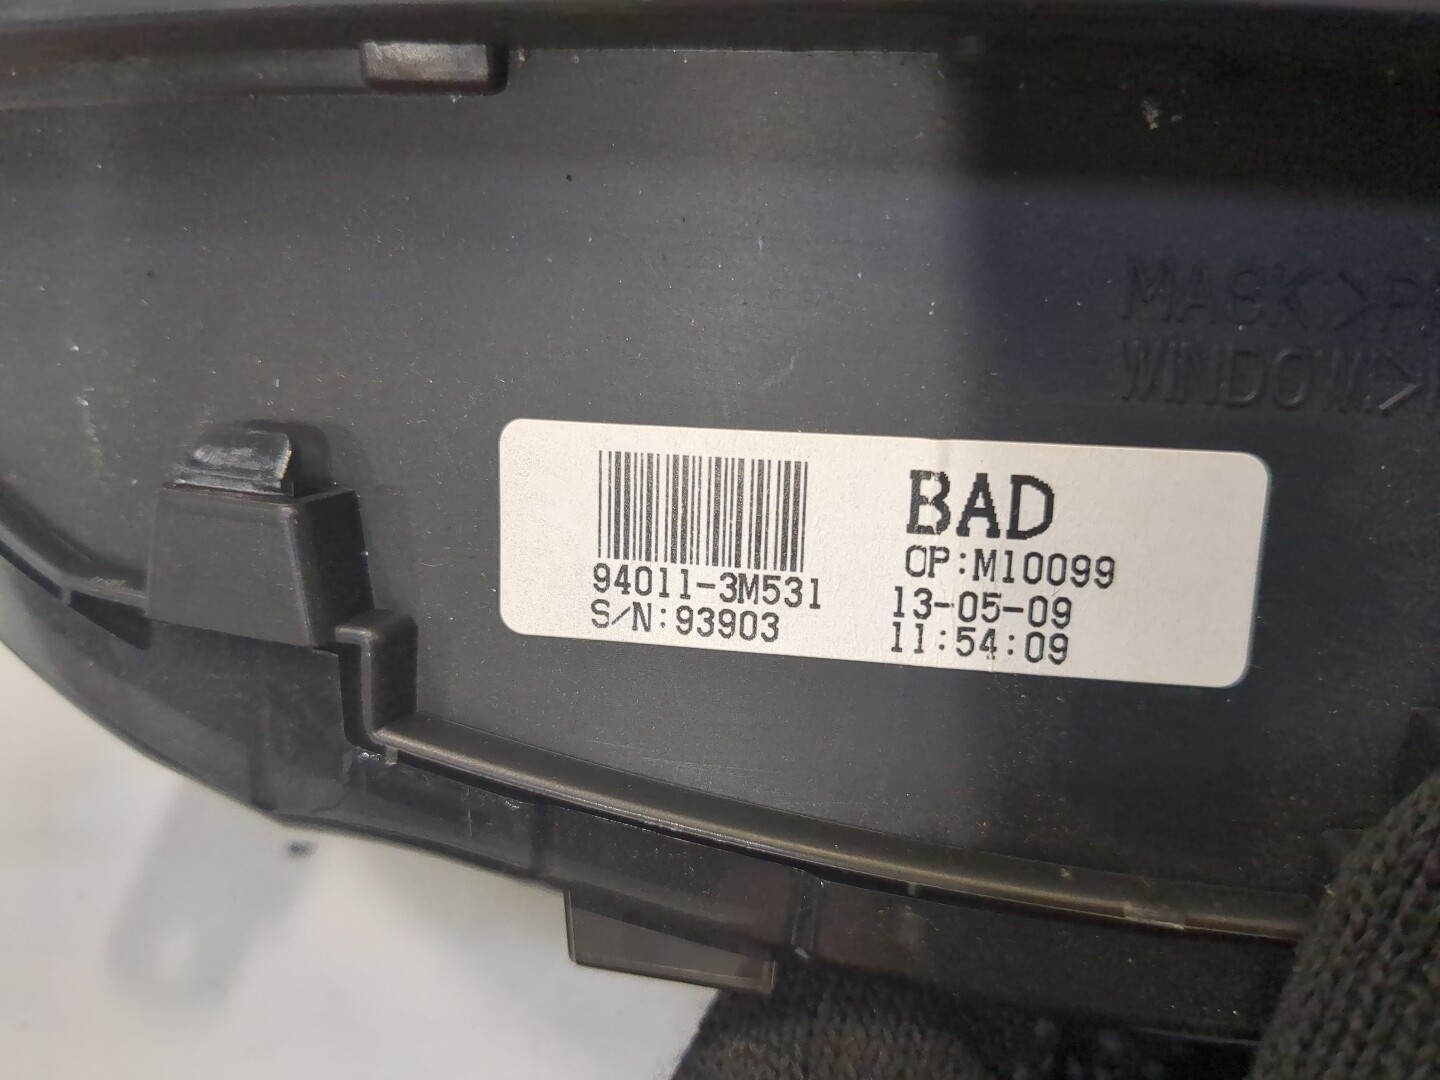 MASK>P
WINDOW>
94011-3M531
S/N:93903
BAD
OP:M10099
13-05-09
11:54:09